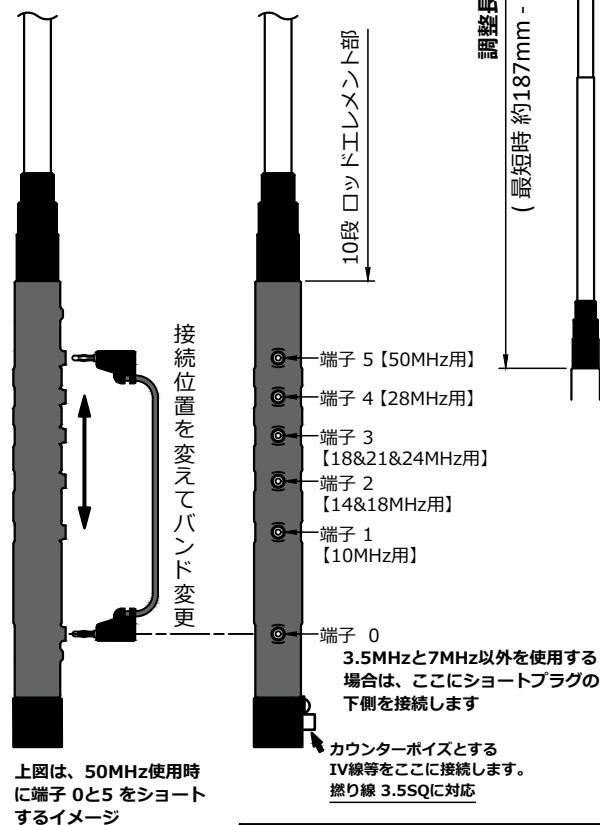 調整長
( 最短時 約187mm -
10段 ロッドエレメント部
接続位置を変えてバンド変更
端子 5【50MHz用】
端子 4【28MHz用】
端子 3
【18&21&24MHz用】
端子 2
【14&18MHz用】
端子 1
【10MHz用】
端子 0
3.5MHzと7MHz以外を使用する
場合は、ここにショートプラグの
下側を接続します
カウンターポイズとする
IV線等をここに接続します。
撚り線 3.5SQに対応
上図は、50MHz使用時
に端子 0と5 をショート
するイメージ